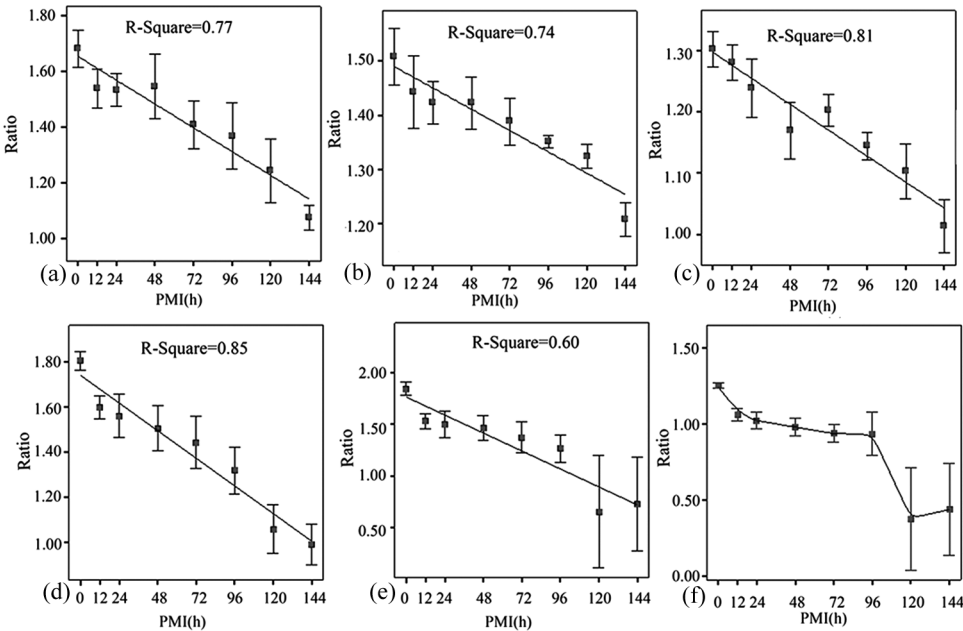 R-Square=0.77
1.80
1.60
1.40
1.20
1.00
Ratio
(a)
0 12 24 48 72 96 120 144
PMI(h)
R-Square=0.74
1.50
1.40
1.30
1.20
Ratio
(b)
0 12 24 48 72 96 120 144
PMI(h)
R-Square=0.81
1.30
1.20
1.10
1.00
Ratio
(c)
0 12 24 48 72 96 120 144
PMI(h)
R-Square=0.85
1.80
1.60
1.40
1.20
1.00
Ratio
(d)
0 12 24 48 72 96 120 144
PMI(h)
R-Square=0.60
2.00
1.50
1.00
0.50
Ratio
(e)
0 12 24 48 72 96 120 144
PMI(h)
1.50
1.00
0.50
0.00
Ratio
(f)
0 12 24 48 72 96 120 144
PMI(h)